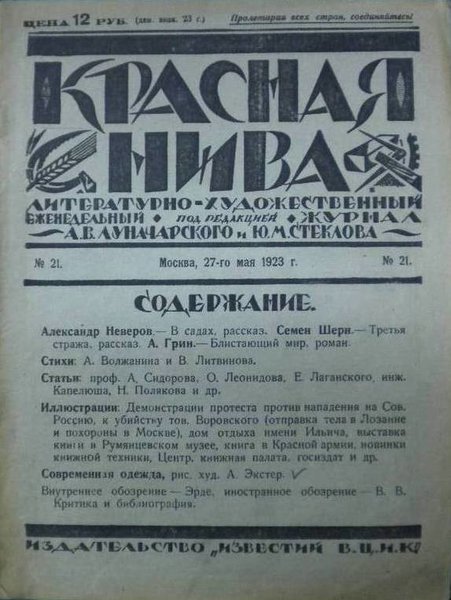 ЦЕНА 12 РУБ. (ден. знак. 23 г.) Пролетарии всех стран, соединяйтесь!
КРАСНАЯ
НИВА
ЛИТЕРАТУРНО-ХУДОЖЕСТВЕННЫЙ
ЕЖЕНЕДЕЛЬНЫЙ • ПОД РЕДАКЦИЕЙ • ЖУРНАЛ
А.В. ЛУНАЧАРСКОГО и Ю.М. СТЕКЛОВА
№ 21. Москва, 27-го мая 1923 г. № 21.
СОДЕРЖАНИЕ.
Александр Неверов.— В садах, рассказ. Семен Шерн.— Третья
стража, рассказ. А. Грин.— Блистающий мир, роман.
Стихи: А. Волжанина и В. Литвинова.
Статьи: проф. А. Сидорова, О. Леонидова, Е. Лаганского, инж.
Капелюша, Н. Полякова и др.
Иллюстрации: Демонстрации протеста против нападения на Сов.
Россию, к убийству тов. Воровского (отправка тела в Лозанне
и похороны в Москве), дом отдыха имени Ильича, выставка
книги в Румянцевском музее, книга в Красной армии, новинки
книжной техники, Центр. книжная палата, госиздат и др.
Современная одежда, рис. худ. А. Экстер.
Внутреннее обозрение — Эрде, иностранное обозрение — В. В.
Критика и библиография.
ИЗДАТЕЛЬСТВО „ИЗВЕСТИЙ В.Ц.И.К."